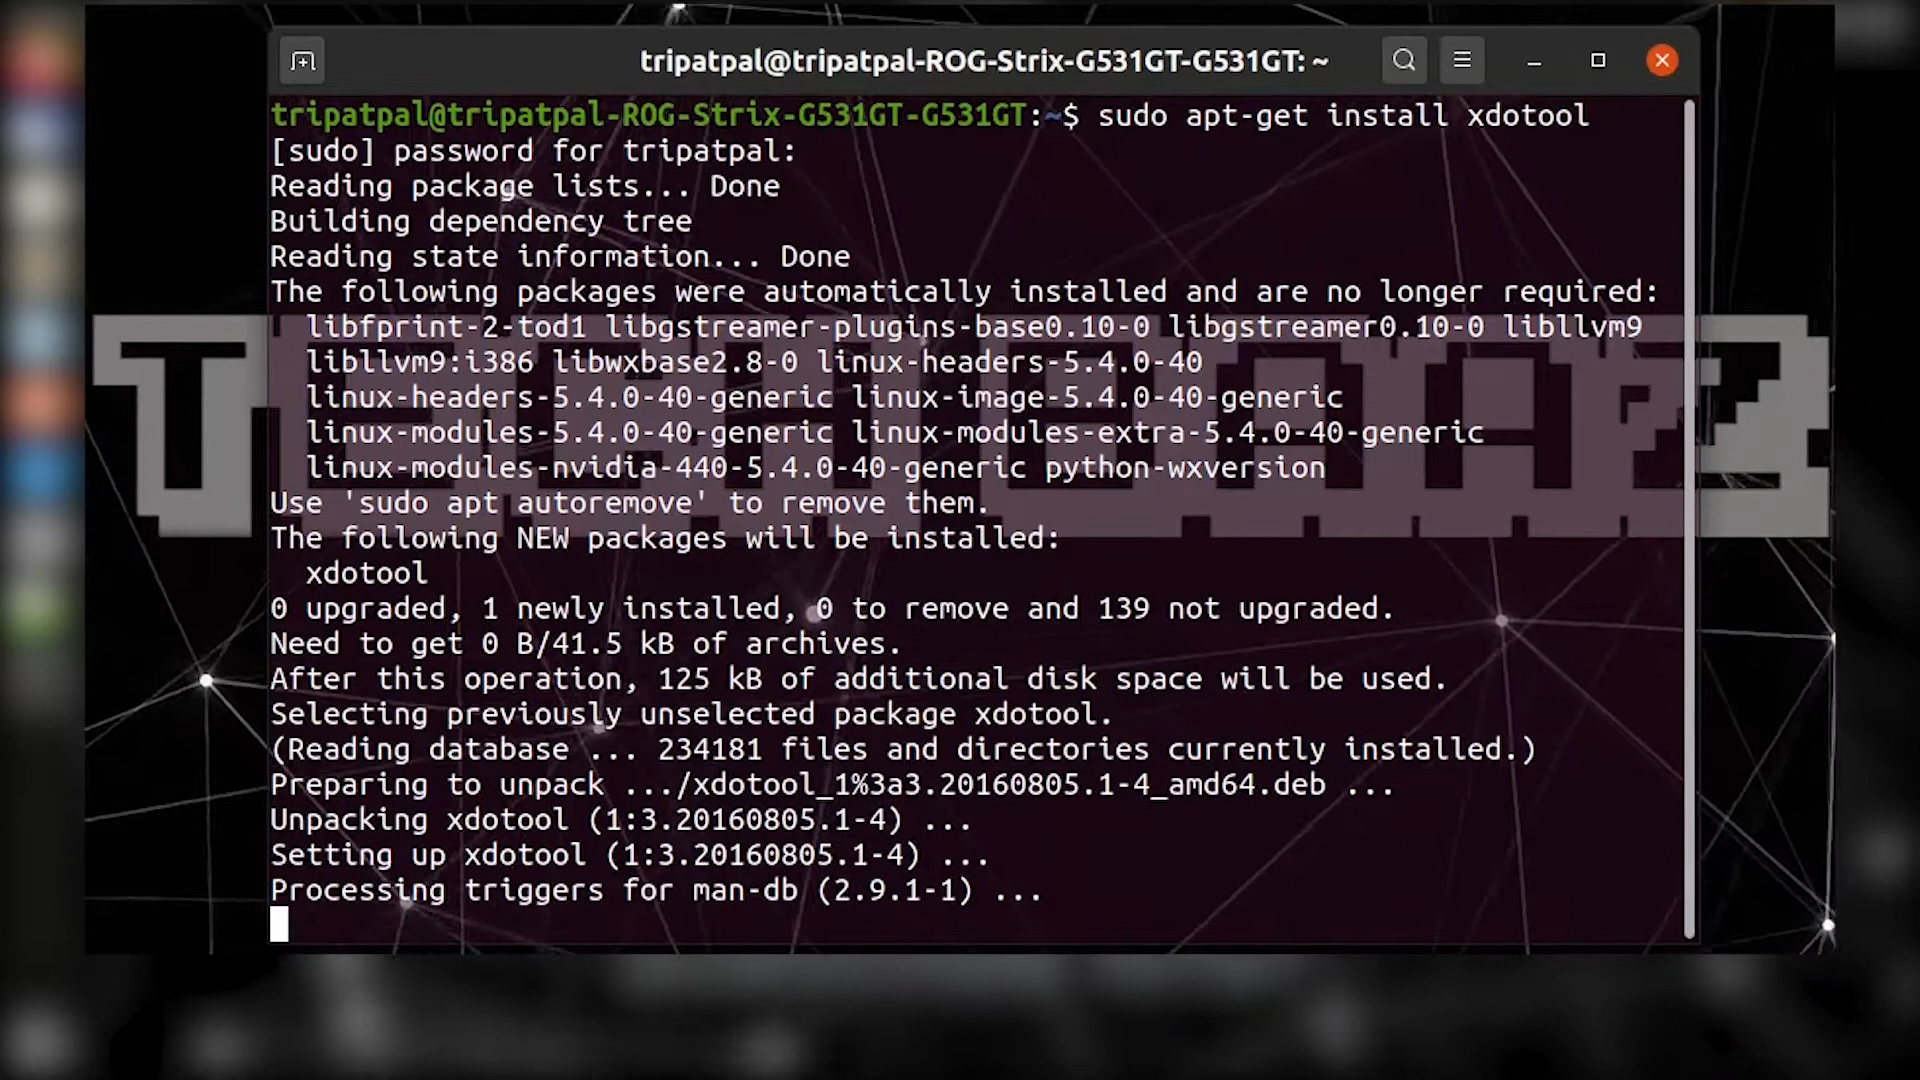 tripatpal@tripatpal-ROG-Strix-G531GT-G531GT: ~
tripatpal@tripatpal-ROG-Strix-G531GT-G531GT:~$ sudo apt-get install xdotool
[sudo] password for tripatpal:
Reading package lists... Done
Building dependency tree
Reading state information... Done
The following packages were automatically installed and are no longer required:
  libfprint-2-tod1 libgstreamer-plugins-base0.10-0 libgstreamer0.10-0 libllvm9
  libllvm9:i386 libwxbase2.8-0 linux-headers-5.4.0-40
  linux-headers-5.4.0-40-generic linux-image-5.4.0-40-generic
  linux-modules-5.4.0-40-generic linux-modules-extra-5.4.0-40-generic
  linux-modules-nvidia-440-5.4.0-40-generic python-wxversion
Use 'sudo apt autoremove' to remove them.
The following NEW packages will be installed:
  xdotool
0 upgraded, 1 newly installed, 0 to remove and 139 not upgraded.
Need to get 0 B/41.5 kB of archives.
After this operation, 125 kB of additional disk space will be used.
Selecting previously unselected package xdotool.
(Reading database ... 234181 files and directories currently installed.)
Preparing to unpack .../xdotool_1%3a3.20160805.1-4_amd64.deb ...
Unpacking xdotool (1:3.20160805.1-4) ...
Setting up xdotool (1:3.20160805.1-4) ...
Processing triggers for man-db (2.9.1-1) ...